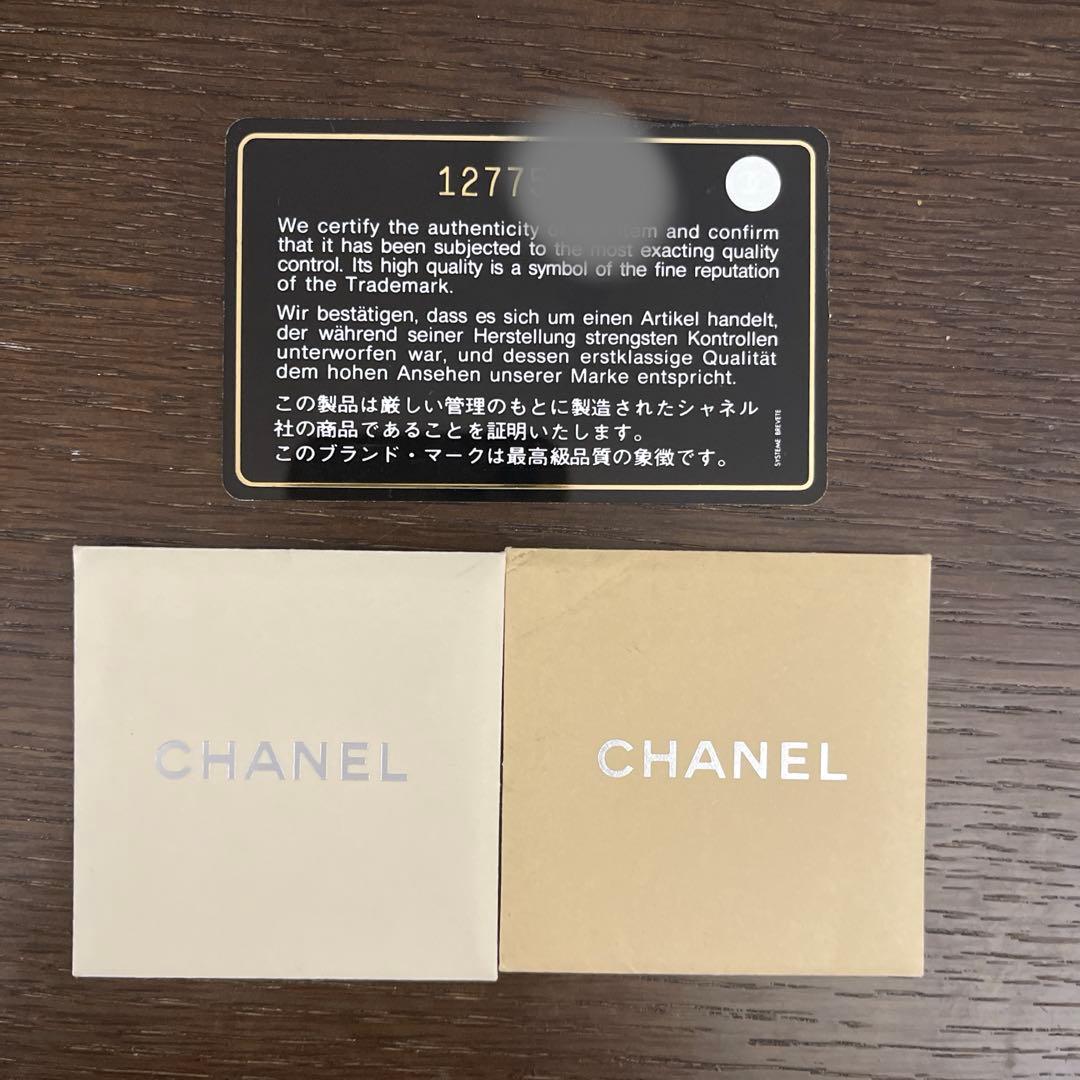 1277
We certify the authenticity item and confirm
that it has been subjected to the most exacting quality
control. Its high quality is a symbol of the fine reputation
of the Trademark.
Wir bestätigen, dass es sich um einen Artikel handelt,
der während seiner Herstellung strengsten Kontrollen
unterworfen war, und dessen erstklassige Qualität
dem hohen Ansehen unserer Marke entspricht.
この製品は厳しい管理のもとに製造されたシャネル
社の商品であることを証明いたします。
このブランド・マークは最高級品質の象徴です。
SYSTEME BREVETE
CHANEL
CHANEL